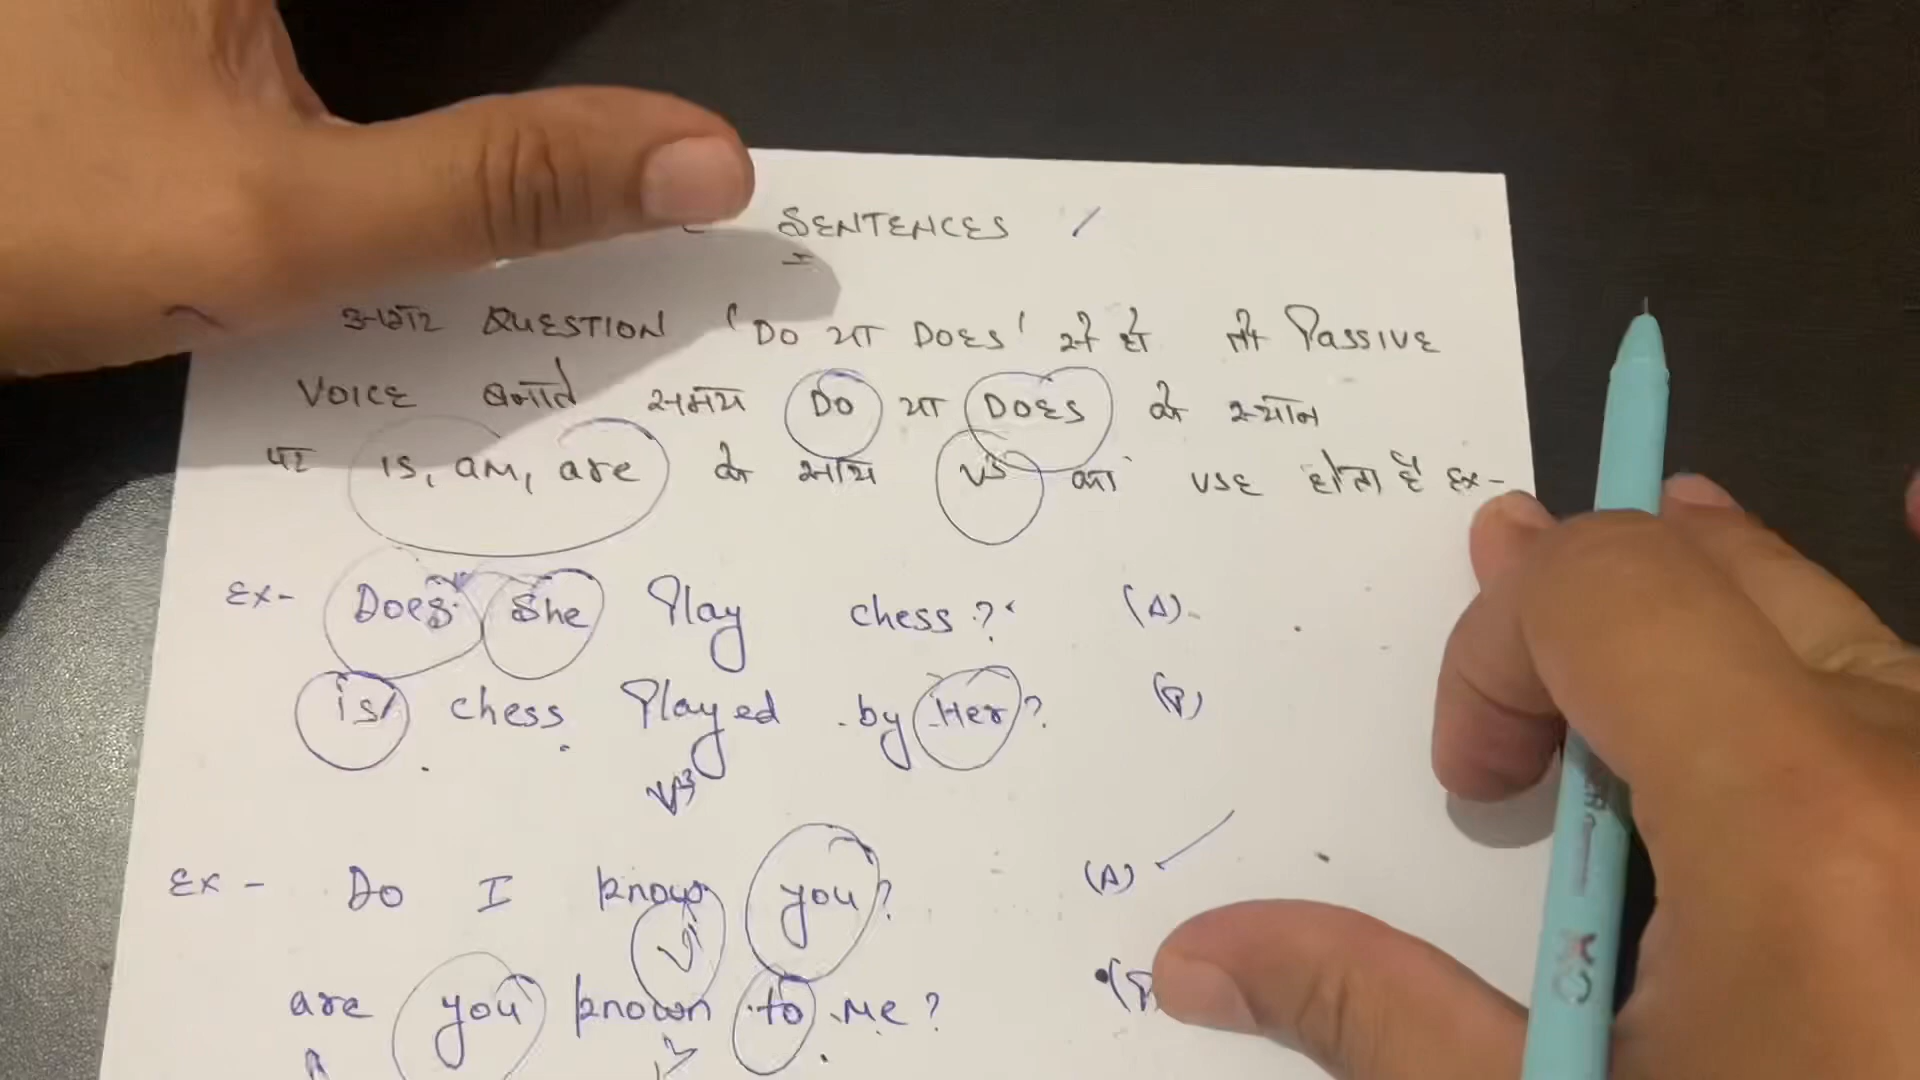 SENTENCES
अगर QUESTION 'DO या DOES' से हो तो PASSIVE
VOICE बनाते समय DO या DOES के स्थान
पर is, am, are के साथ V3 का USE होता है Ex-
Ex- Does She Play chess? (A)
is chess Played by Her? (P)
V3
Ex- Do I know you? (A)
V1
are you known to me? (P